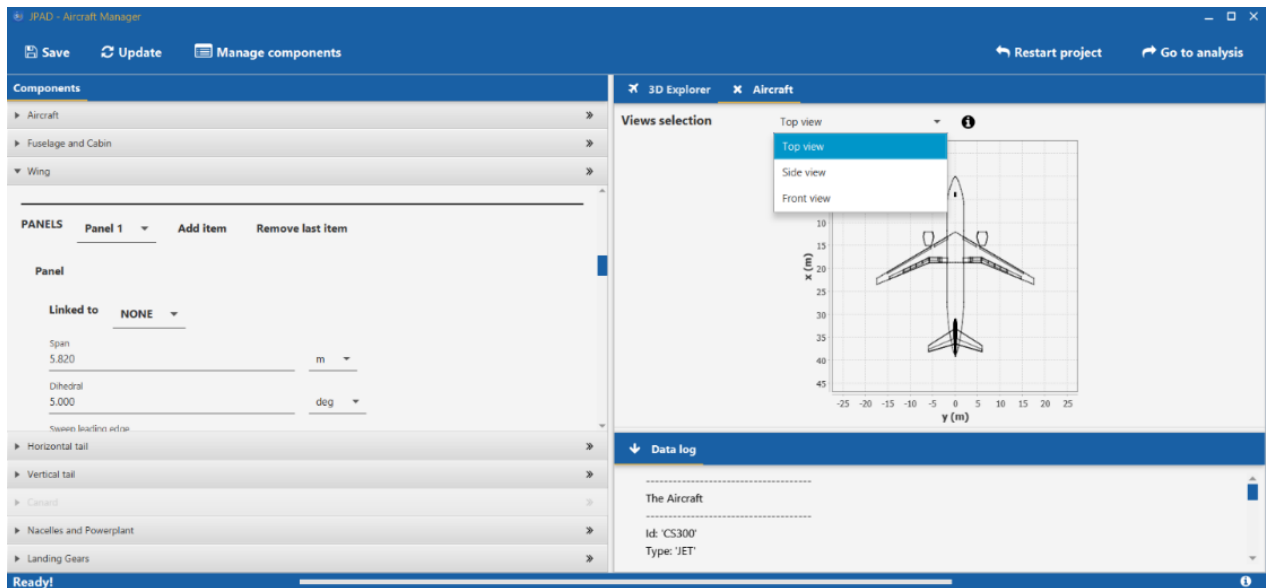 JPAD - Aircraft Manager
Save Update Manage components Restart project Go to analysis
Components
Aircraft
Fuselage and Cabin
Wing
PANELS Panel 1 Add item Remove last item
Panel
Linked to NONE
Span
5.820 m
Dihedral
5.000 deg
Sweep leading edge
Horizontal tail
Vertical tail
Canard
Nacelles and Powerplant
Landing Gears
3D Explorer Aircraft
Views selection Top view
Top view
Side view
Front view
10
15
20
25
30
35
40
45
x (m)
-25 -20 -15 -10 -5 0 5 10 15 20 25
y (m)
Data log
------------------------------------
The Aircraft
------------------------------------
Id: 'CS300'
Type: 'JET'
Ready!